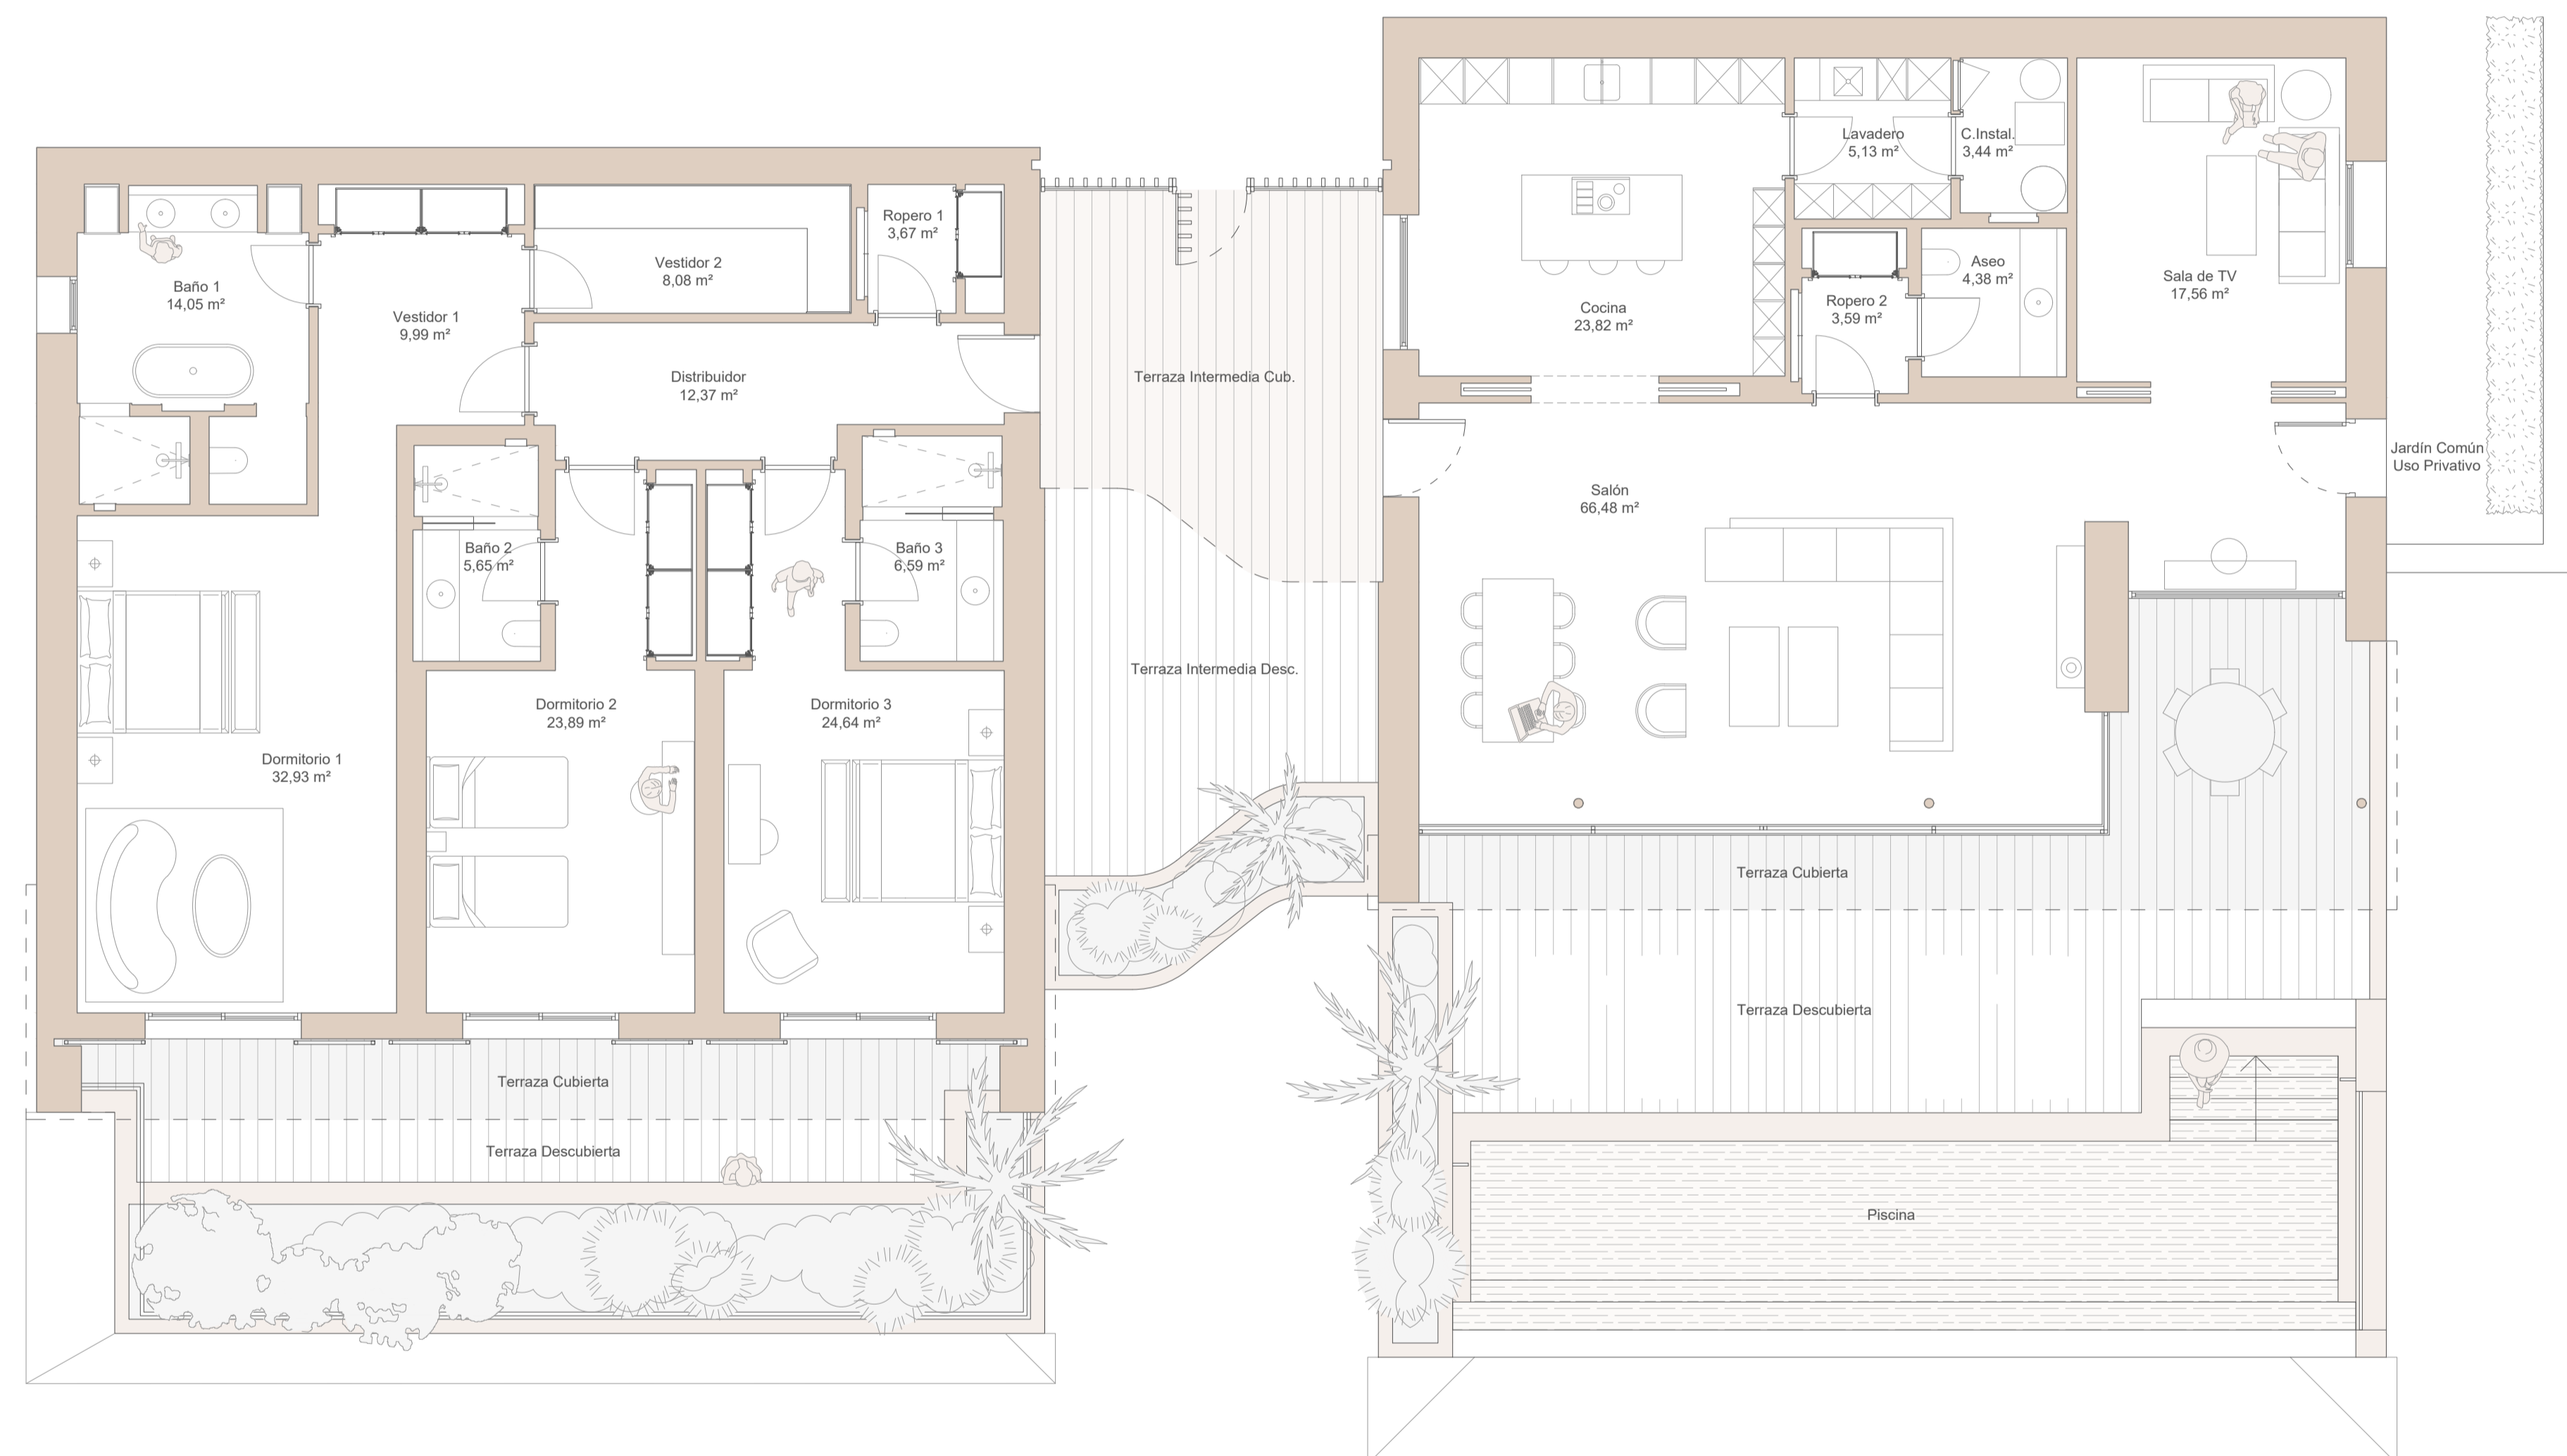 Baño 1
14,05 m²
Vestidor 1
9,99 m²
Vestidor 2
8,08 m²
Ropero 1
3,67 m²
Distribuidor
12,37 m²
Baño 2
5,65 m²
Baño 3
6,59 m²
Dormitorio 1
32,93 m²
Dormitorio 2
23,89 m²
Dormitorio 3
24,64 m²
Terraza Cubierta
Terraza Descubierta
Terraza Intermedia Cub.
Terraza Intermedia Desc.
Cocina
23,82 m²
Lavadero
5,13 m²
C.Instal.
3,44 m²
Ropero 2
3,59 m²
Aseo
4,38 m²
Sala de TV
17,56 m²
Salón
66,48 m²
Jardín Común
Uso Privativo
Terraza Cubierta
Terraza Descubierta
Piscina